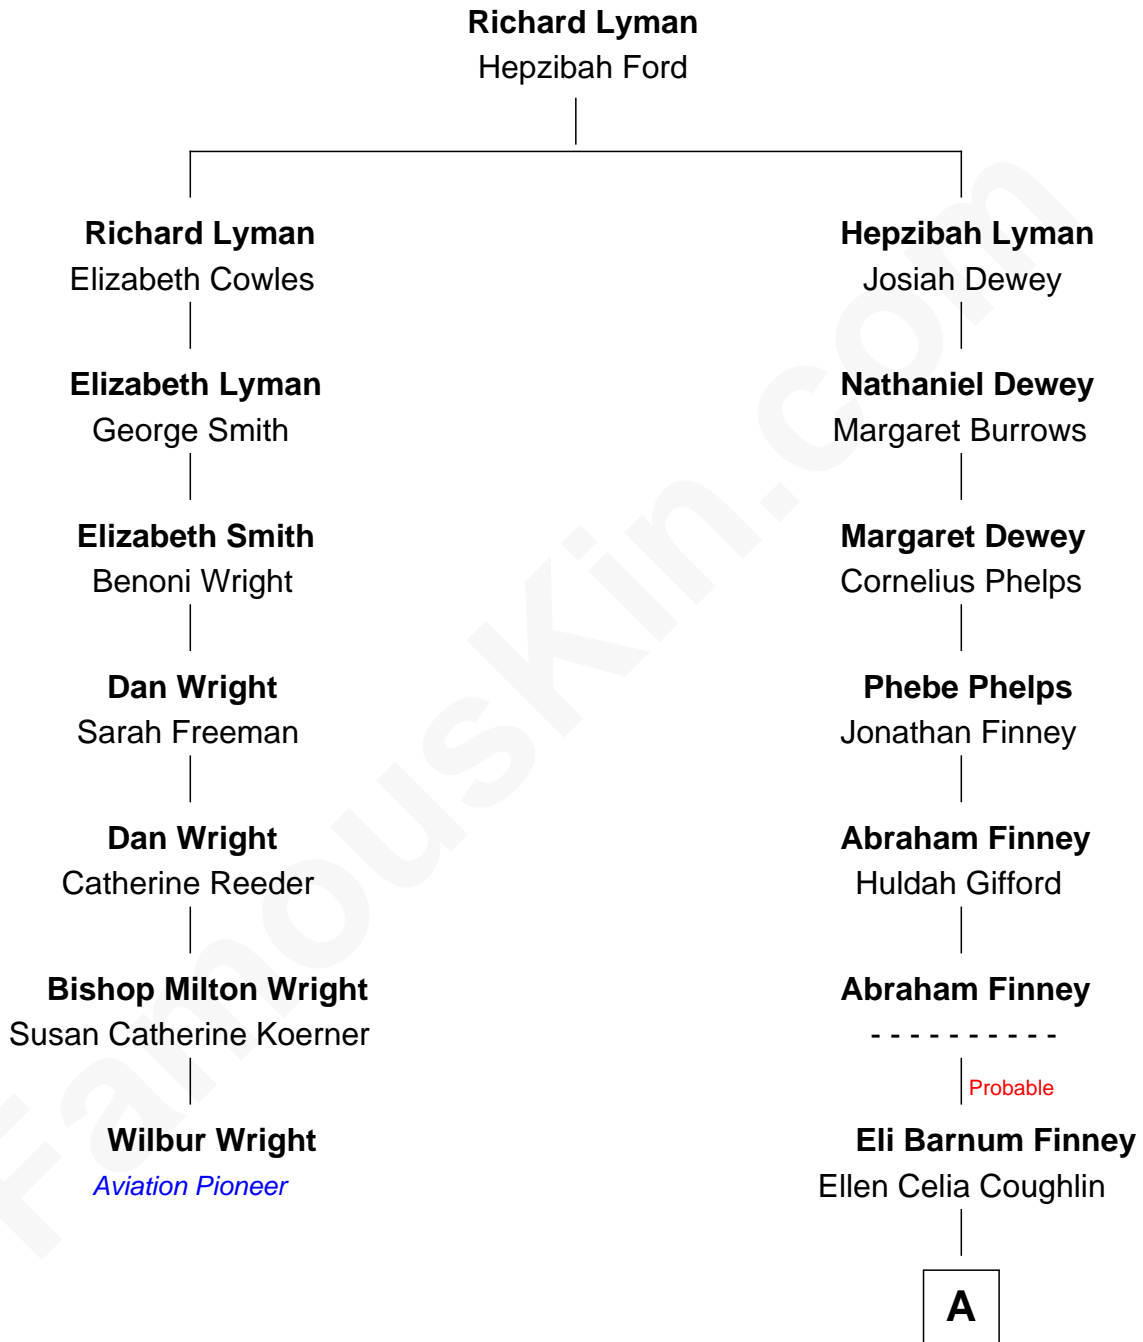 Richard Lyman
Hepzibah Ford
Richard Lyman
Elizabeth Cowles
Hepzibah Lyman
Josiah Dewey
Elizabeth Lyman
George Smith
Nathaniel Dewey
Margaret Burrows
Elizabeth Smith
Benoni Wright
Margaret Dewey
Cornelius Phelps
Dan Wright
Sarah Freeman
Phebe Phelps
Jonathan Finney
Dan Wright
Catherine Reeder
Abraham Finney
Huldah Gifford
Bishop Milton Wright
Susan Catherine Koerner
Abraham Finney
- - - - - - - - - -
Probable
Wilbur Wright
Aviation Pioneer
Eli Barnum Finney
Ellen Celia Coughlin
A
FamousKin.com